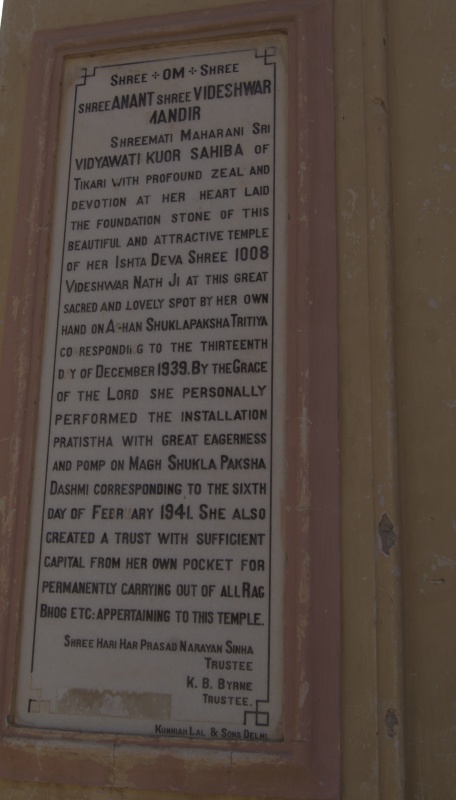 SHREE ÷ OM ÷ SHREE
SHREE ANANT SHREE VIDESHWAR
MANDIR
SHREEMATI MAHARANI SRI
VIDYAWATI KUOR SAHIBA OF
TIKARI WITH PROFOUND ZEAL AND
DEVOTION AT HER HEART LAID
THE FOUNDATION STONE OF THIS
BEAUTIFUL AND ATTRACTIVE TEMPLE
OF HER ISHTA DEVA SHREE 1008
VIDESHWAR NATH JI AT THIS GREAT
SACRED AND LOVELY SPOT BY HER OWN
HAND ON AGHAN SHUKLAPAKSHA TRITIYA
CORRESPONDING TO THE THIRTEENTH
DAY OF DECEMBER 1939. BY THE GRACE
OF THE LORD SHE PERSONALLY
PERFORMED THE INSTALLATION
PRATISTHA WITH GREAT EAGERNESS
AND POMP ON MAGH SHUKLA PAKSHA
DASHMI CORRESPONDING TO THE SIXTH
DAY OF FEBRUARY 1941. SHE ALSO
CREATED A TRUST WITH SUFFICIENT
CAPITAL FROM HER OWN POCKET FOR
PERMANENTLY CARRYING OUT OF ALL RAG
BHOG ETC: APPERTAINING TO THIS TEMPLE.
SHREE HARI HAR PRASAD NARAYAN SINHA
TRUSTEE
K. B. BYRNE
TRUSTEE.
KUNNIAH LAL & SONS DELHI.